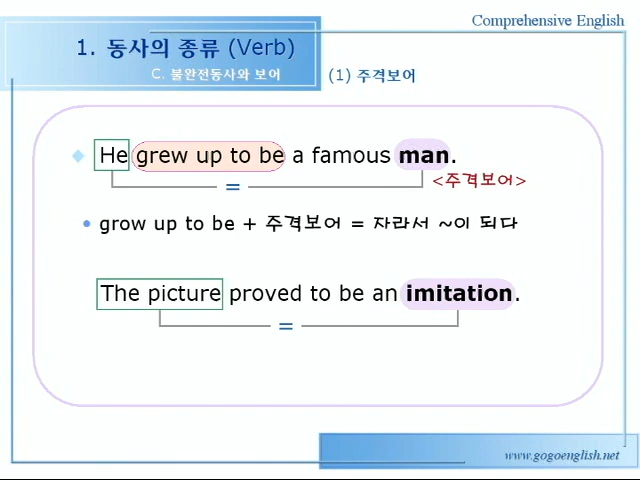 Comprehensive English
1. 동사의 종류 (Verb)
C. 불완전동사와 보어
(1) 주격보어
He grew up to be a famous man.
=
<주격보어>
grow up to be + 주격보어 = 자라서 ~이 되다
The picture proved to be an imitation.
=
www.gogoenglish.net